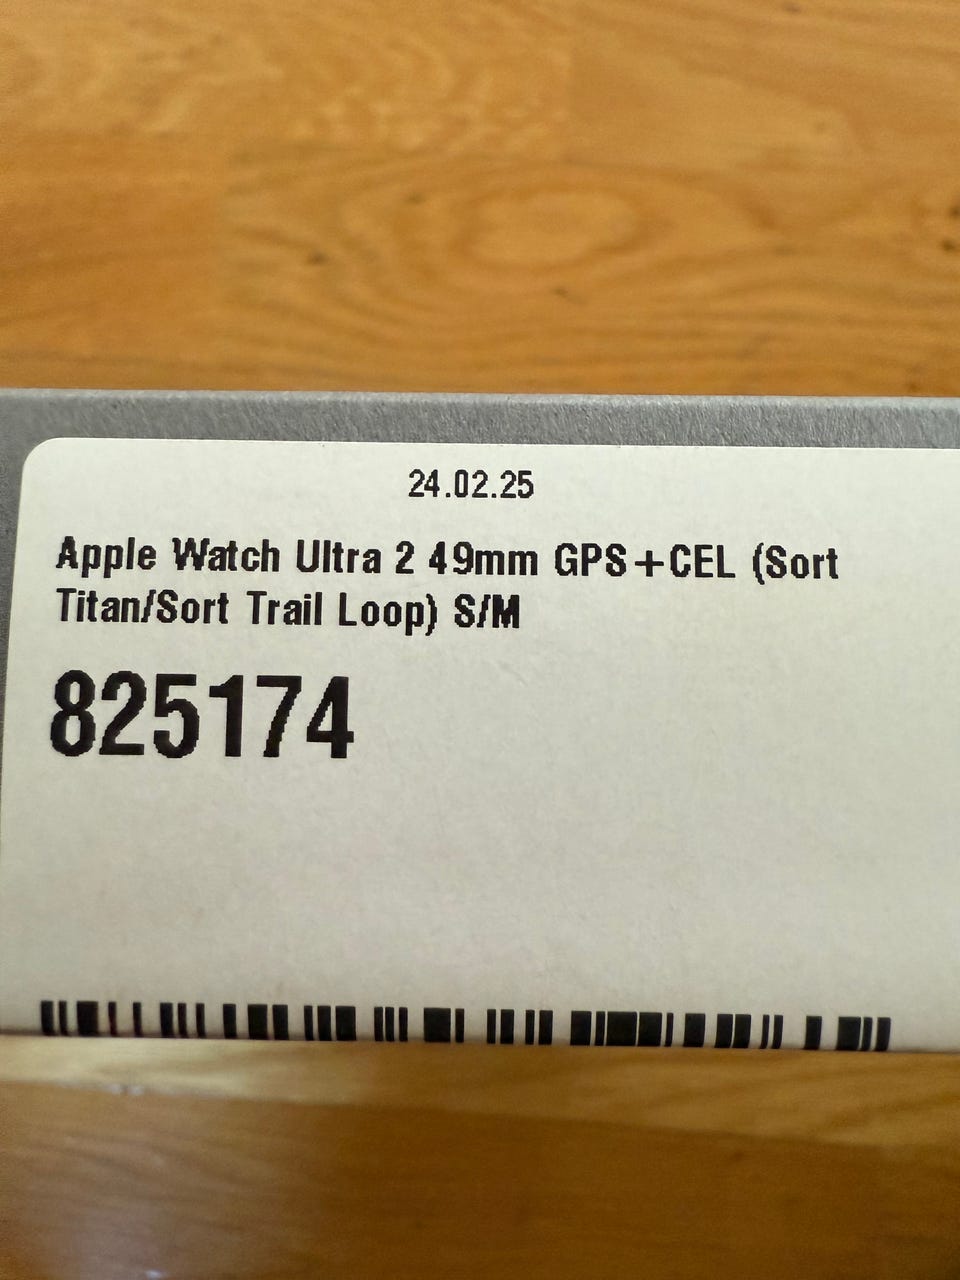 24.02.25
Apple Watch Ultra 2 49mm GPS+CEL (Sort
Titan/Sort Trail Loop) S/M
825174